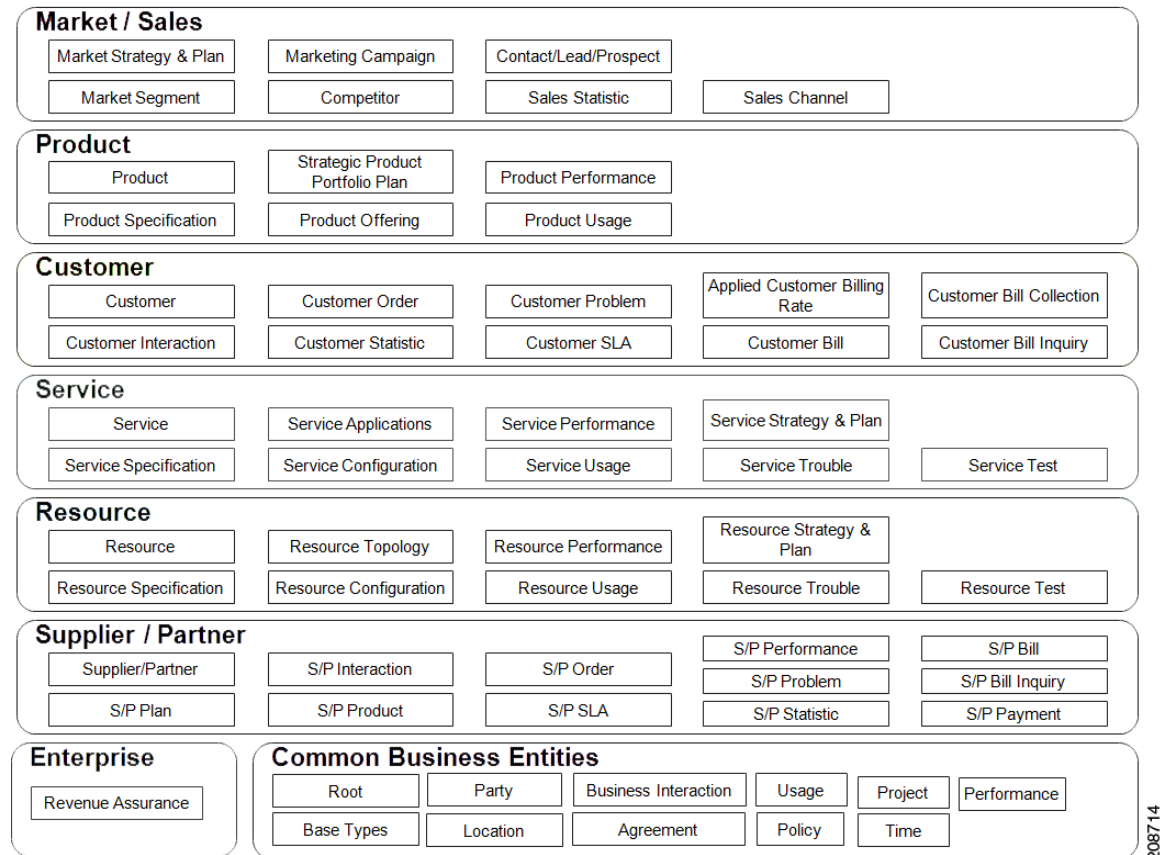 Market / Sales
Market Strategy & Plan
Marketing Campaign
Contact/Lead/Prospect
Market Segment
Competitor
Sales Statistic
Sales Channel
Product
Product
Strategic Product
Portfolio Plan
Product Performance
Product Specification
Product Offering
Product Usage
Customer
Customer
Customer Order
Customer Problem
Applied Customer Billing
Rate
Customer Bill Collection
Customer Interaction
Customer Statistic
Customer SLA
Customer Bill
Customer Bill Inquiry
Service
Service
Service Applications
Service Performance
Service Strategy & Plan
Service Specification
Service Configuration
Service Usage
Service Trouble
Service Test
Resource
Resource
Resource Topology
Resource Performance
Resource Strategy &
Plan
Resource Specification
Resource Configuration
Resource Usage
Resource Trouble
Resource Test
Supplier / Partner
Supplier/Partner
S/P Interaction
S/P Order
S/P Performance
S/P Bill
S/P Problem
S/P Bill Inquiry
S/P Plan
S/P Product
S/P SLA
S/P Statistic
S/P Payment
Enterprise
Revenue Assurance
Common Business Entities
Root
Party
Business Interaction
Usage
Project
Performance
Base Types
Location
Agreement
Policy
Time
208714